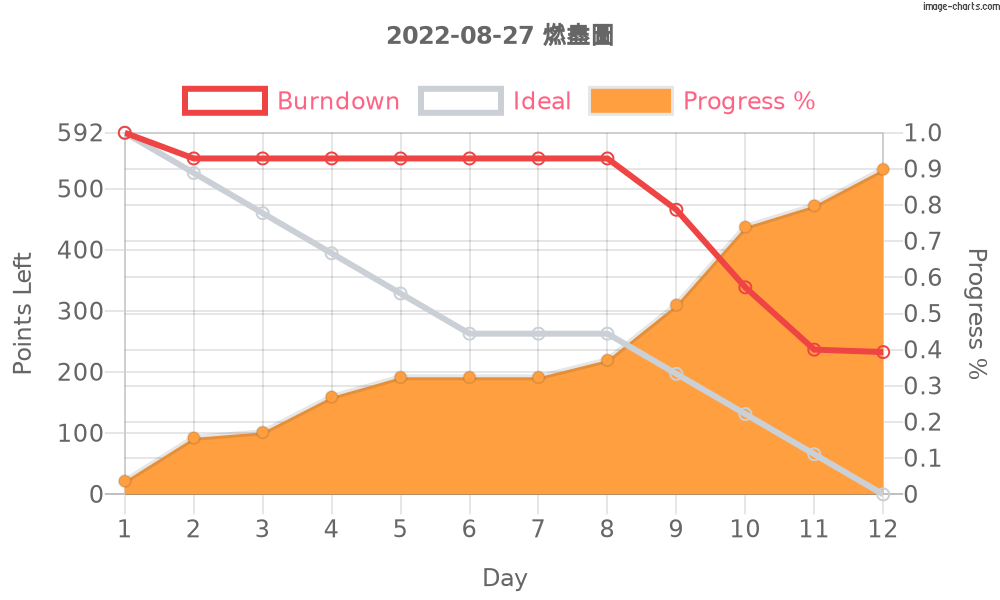 image-charts.com
2022-08-27 燃盡圖
Burndown Ideal Progress %
592
500
400
300
200
100
0
Points Left
1.0
0.9
0.8
0.7
0.6
0.5
0.4
0.3
0.2
0.1
0
Progress %
1 2 3 4 5 6 7 8 9 10 11 12
Day